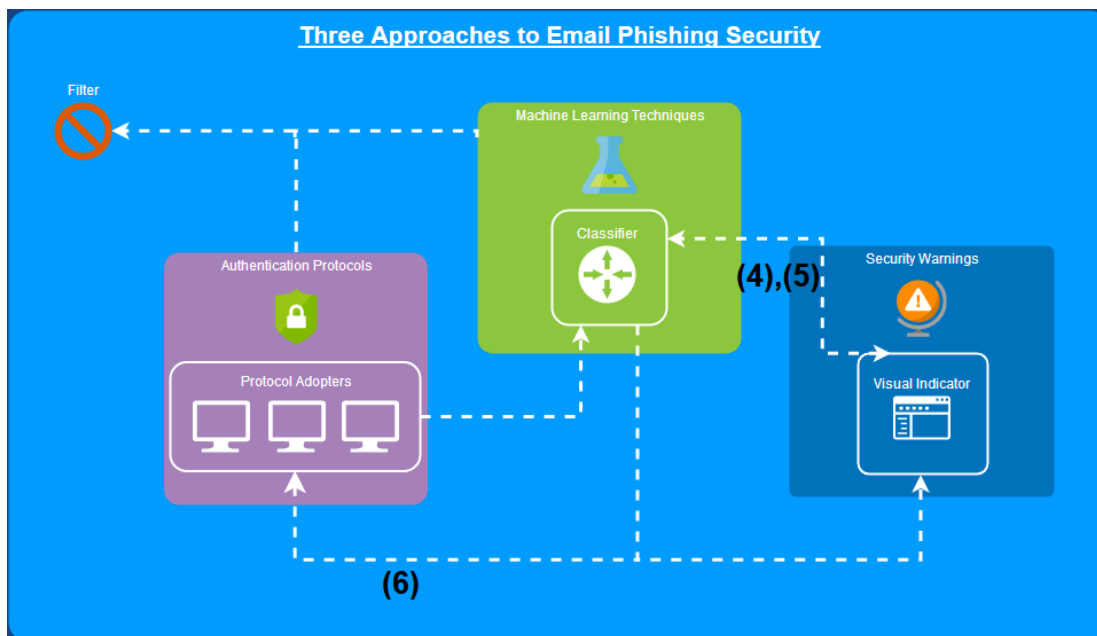 Three Approaches to Email Phishing Security
Filter
Machine Learning Techniques
Classifier
(4),(5)
Security Warnings
Authentication Protocols
Visual Indicator
Protocol Adopters
(6)